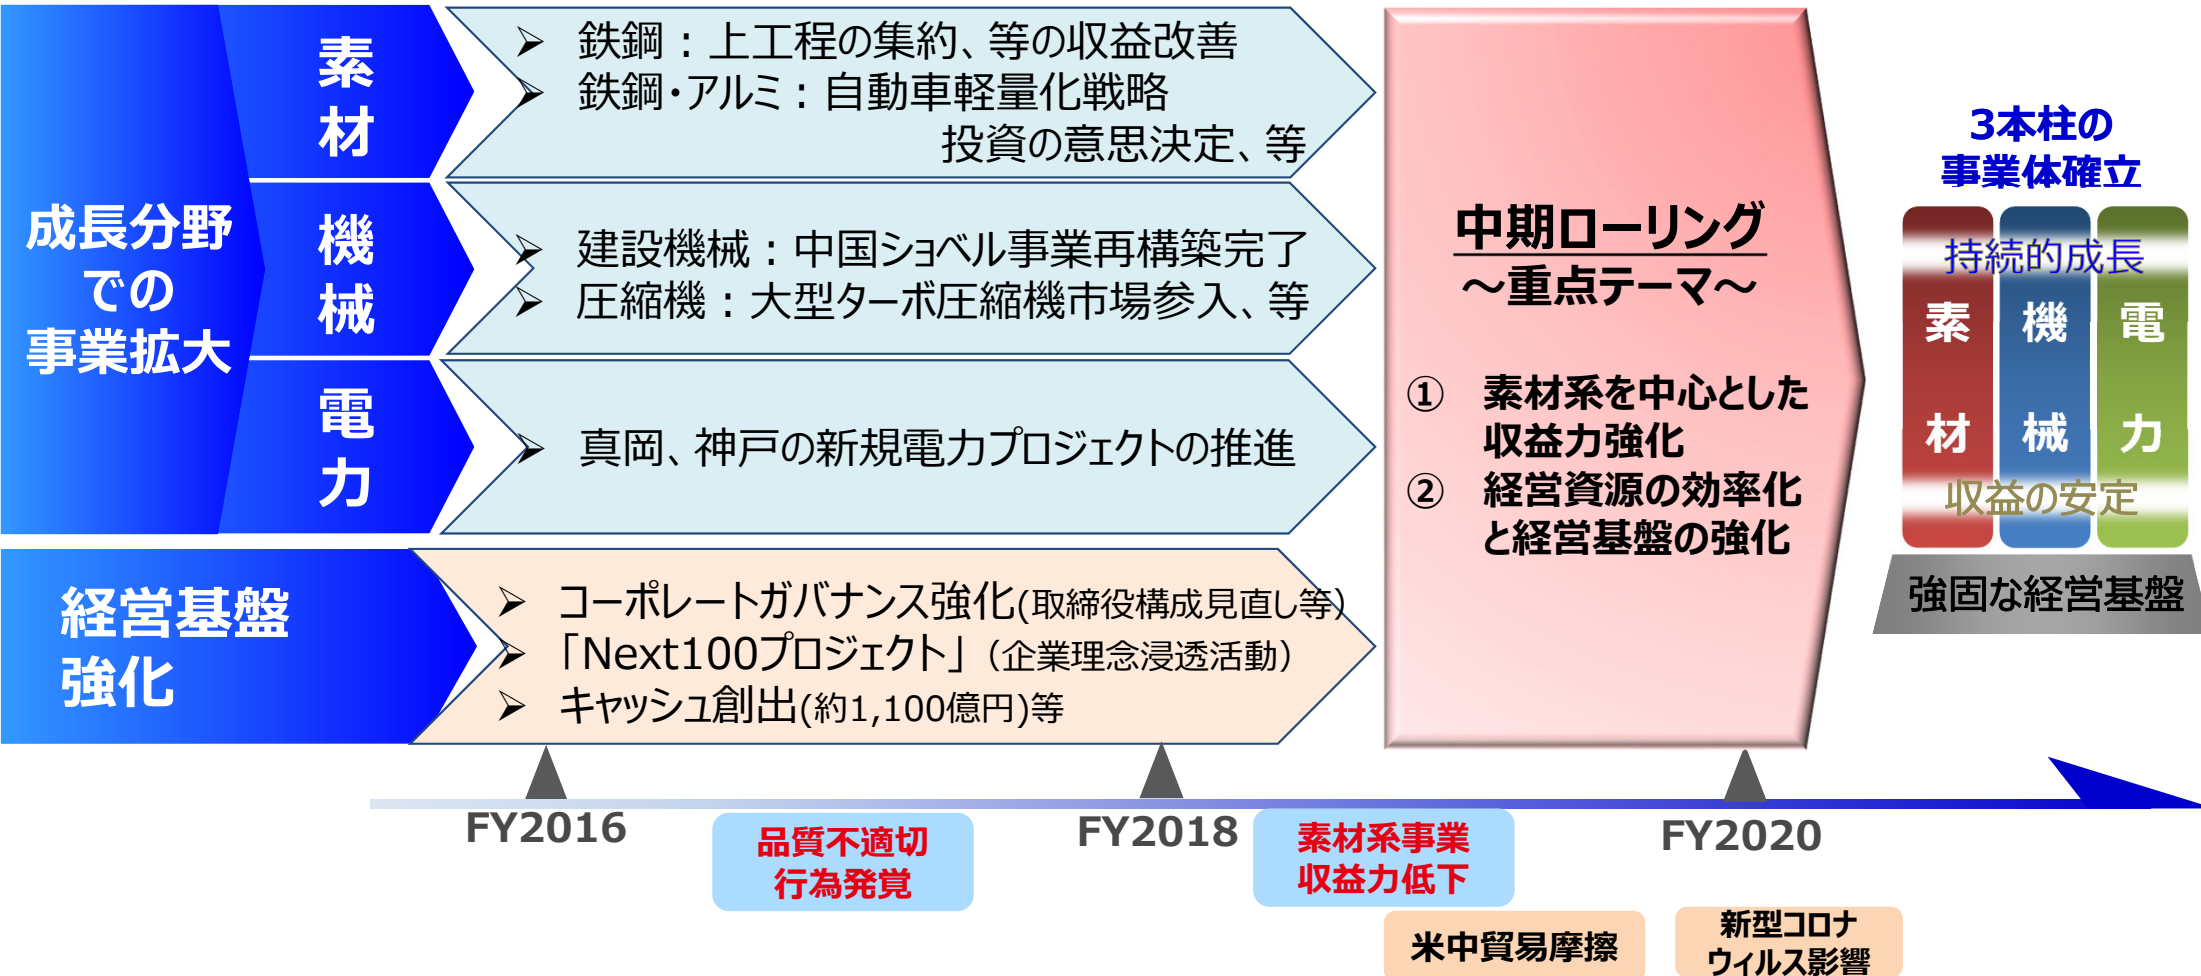 成長分野
での
事業拡大
素
材
➢ 鉄鋼：上工程の集約、等の収益改善
➢ 鉄鋼・アルミ：自動車軽量化戦略
投資の意思決定、等
機
械
➢ 建設機械：中国ショベル事業再構築完了
➢ 圧縮機：大型ターボ圧縮機市場参入、等
電
力
➢ 真岡、神戸の新規電力プロジェクトの推進
経営基盤
強化
➢ コーポレートガバナンス強化(取締役構成見直し等）
➢ 「Next100プロジェクト」（企業理念浸透活動）
➢ キャッシュ創出(約1,100億円)等
中期ローリング
～重点テーマ～
① 素材系を中心とした
収益力強化
② 経営資源の効率化
と経営基盤の強化
3本柱の
事業体確立
持続的成長
素 機 電
材 械 力
収益の安定
強固な経営基盤
FY2016
FY2018
FY2020
品質不適切
行為発覚
素材系事業
収益力低下
米中貿易摩擦
新型コロナ
ウィルス影響